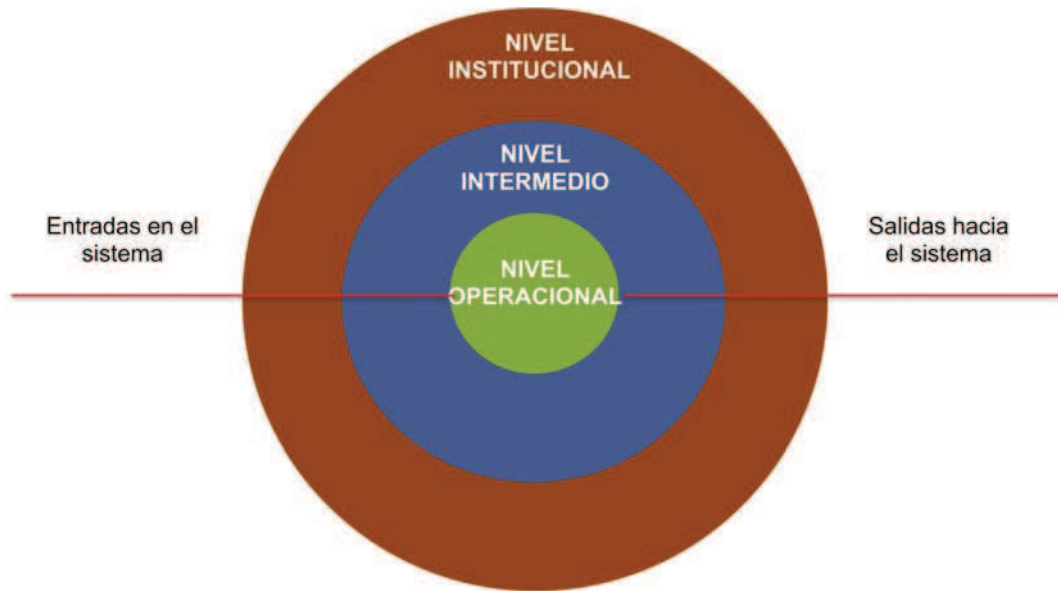 NIVEL
INSTITUCIONAL
NIVEL
INTERMEDIO
Entradas en el
sistema
NIVEL
OPERACIONAL
Salidas hacia
el sistema